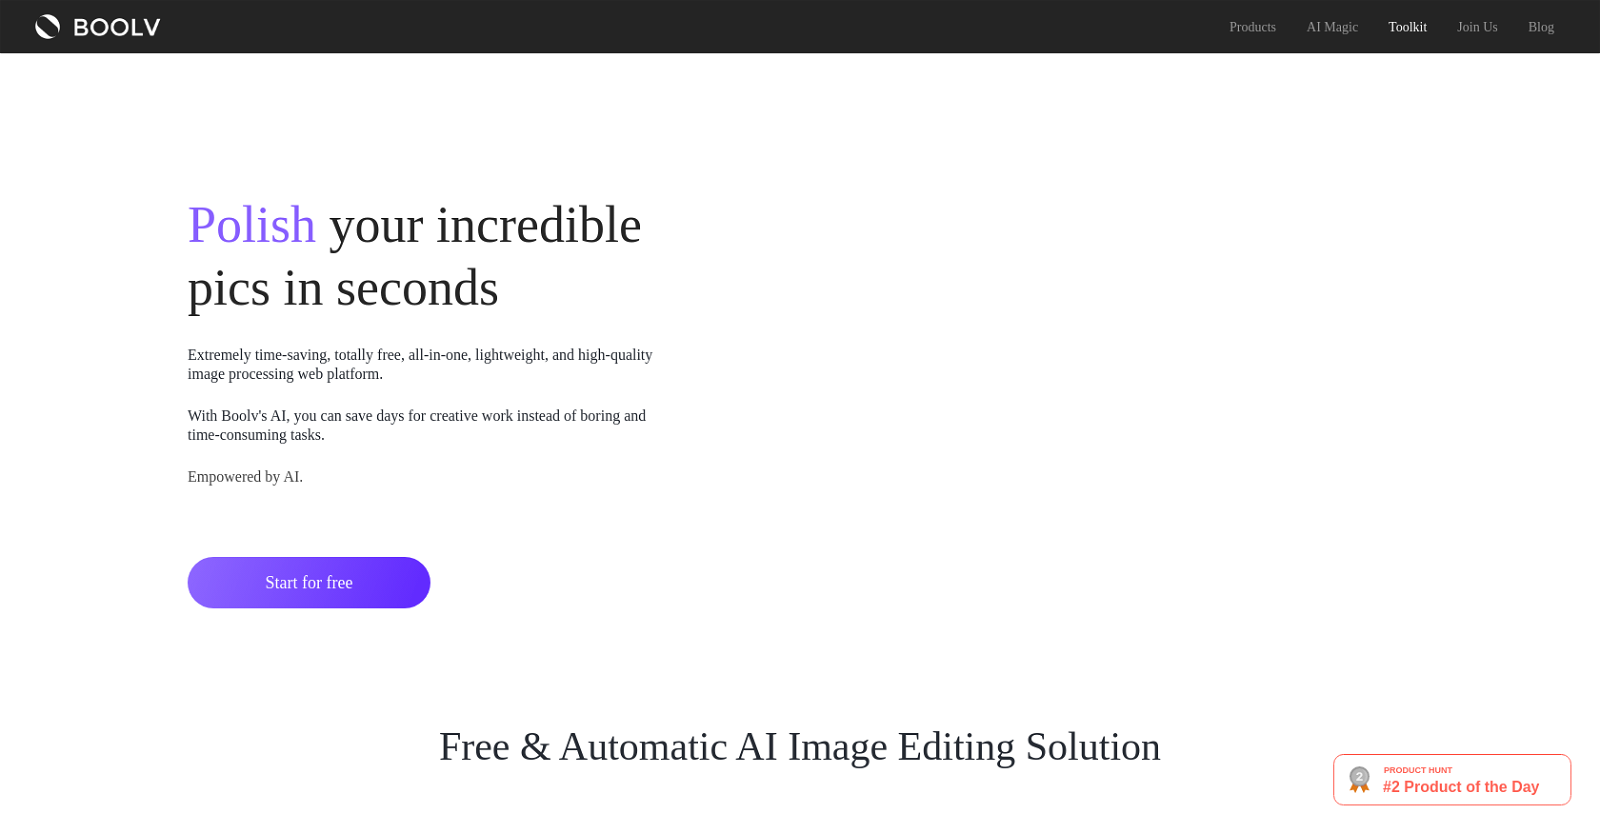 BOOLV
Products AI Magic Toolkit Join Us Blog
Polish your incredible
pics in seconds
Extremely time-saving, totally free, all-in-one, lightweight, and high-quality
image processing web platform.
With Boolv's AI, you can save days for creative work instead of boring and
time-consuming tasks.
Empowered by AI.
Start for free
Free & Automatic AI Image Editing Solution
2
PRODUCT HUNT
#2 Product of the Day